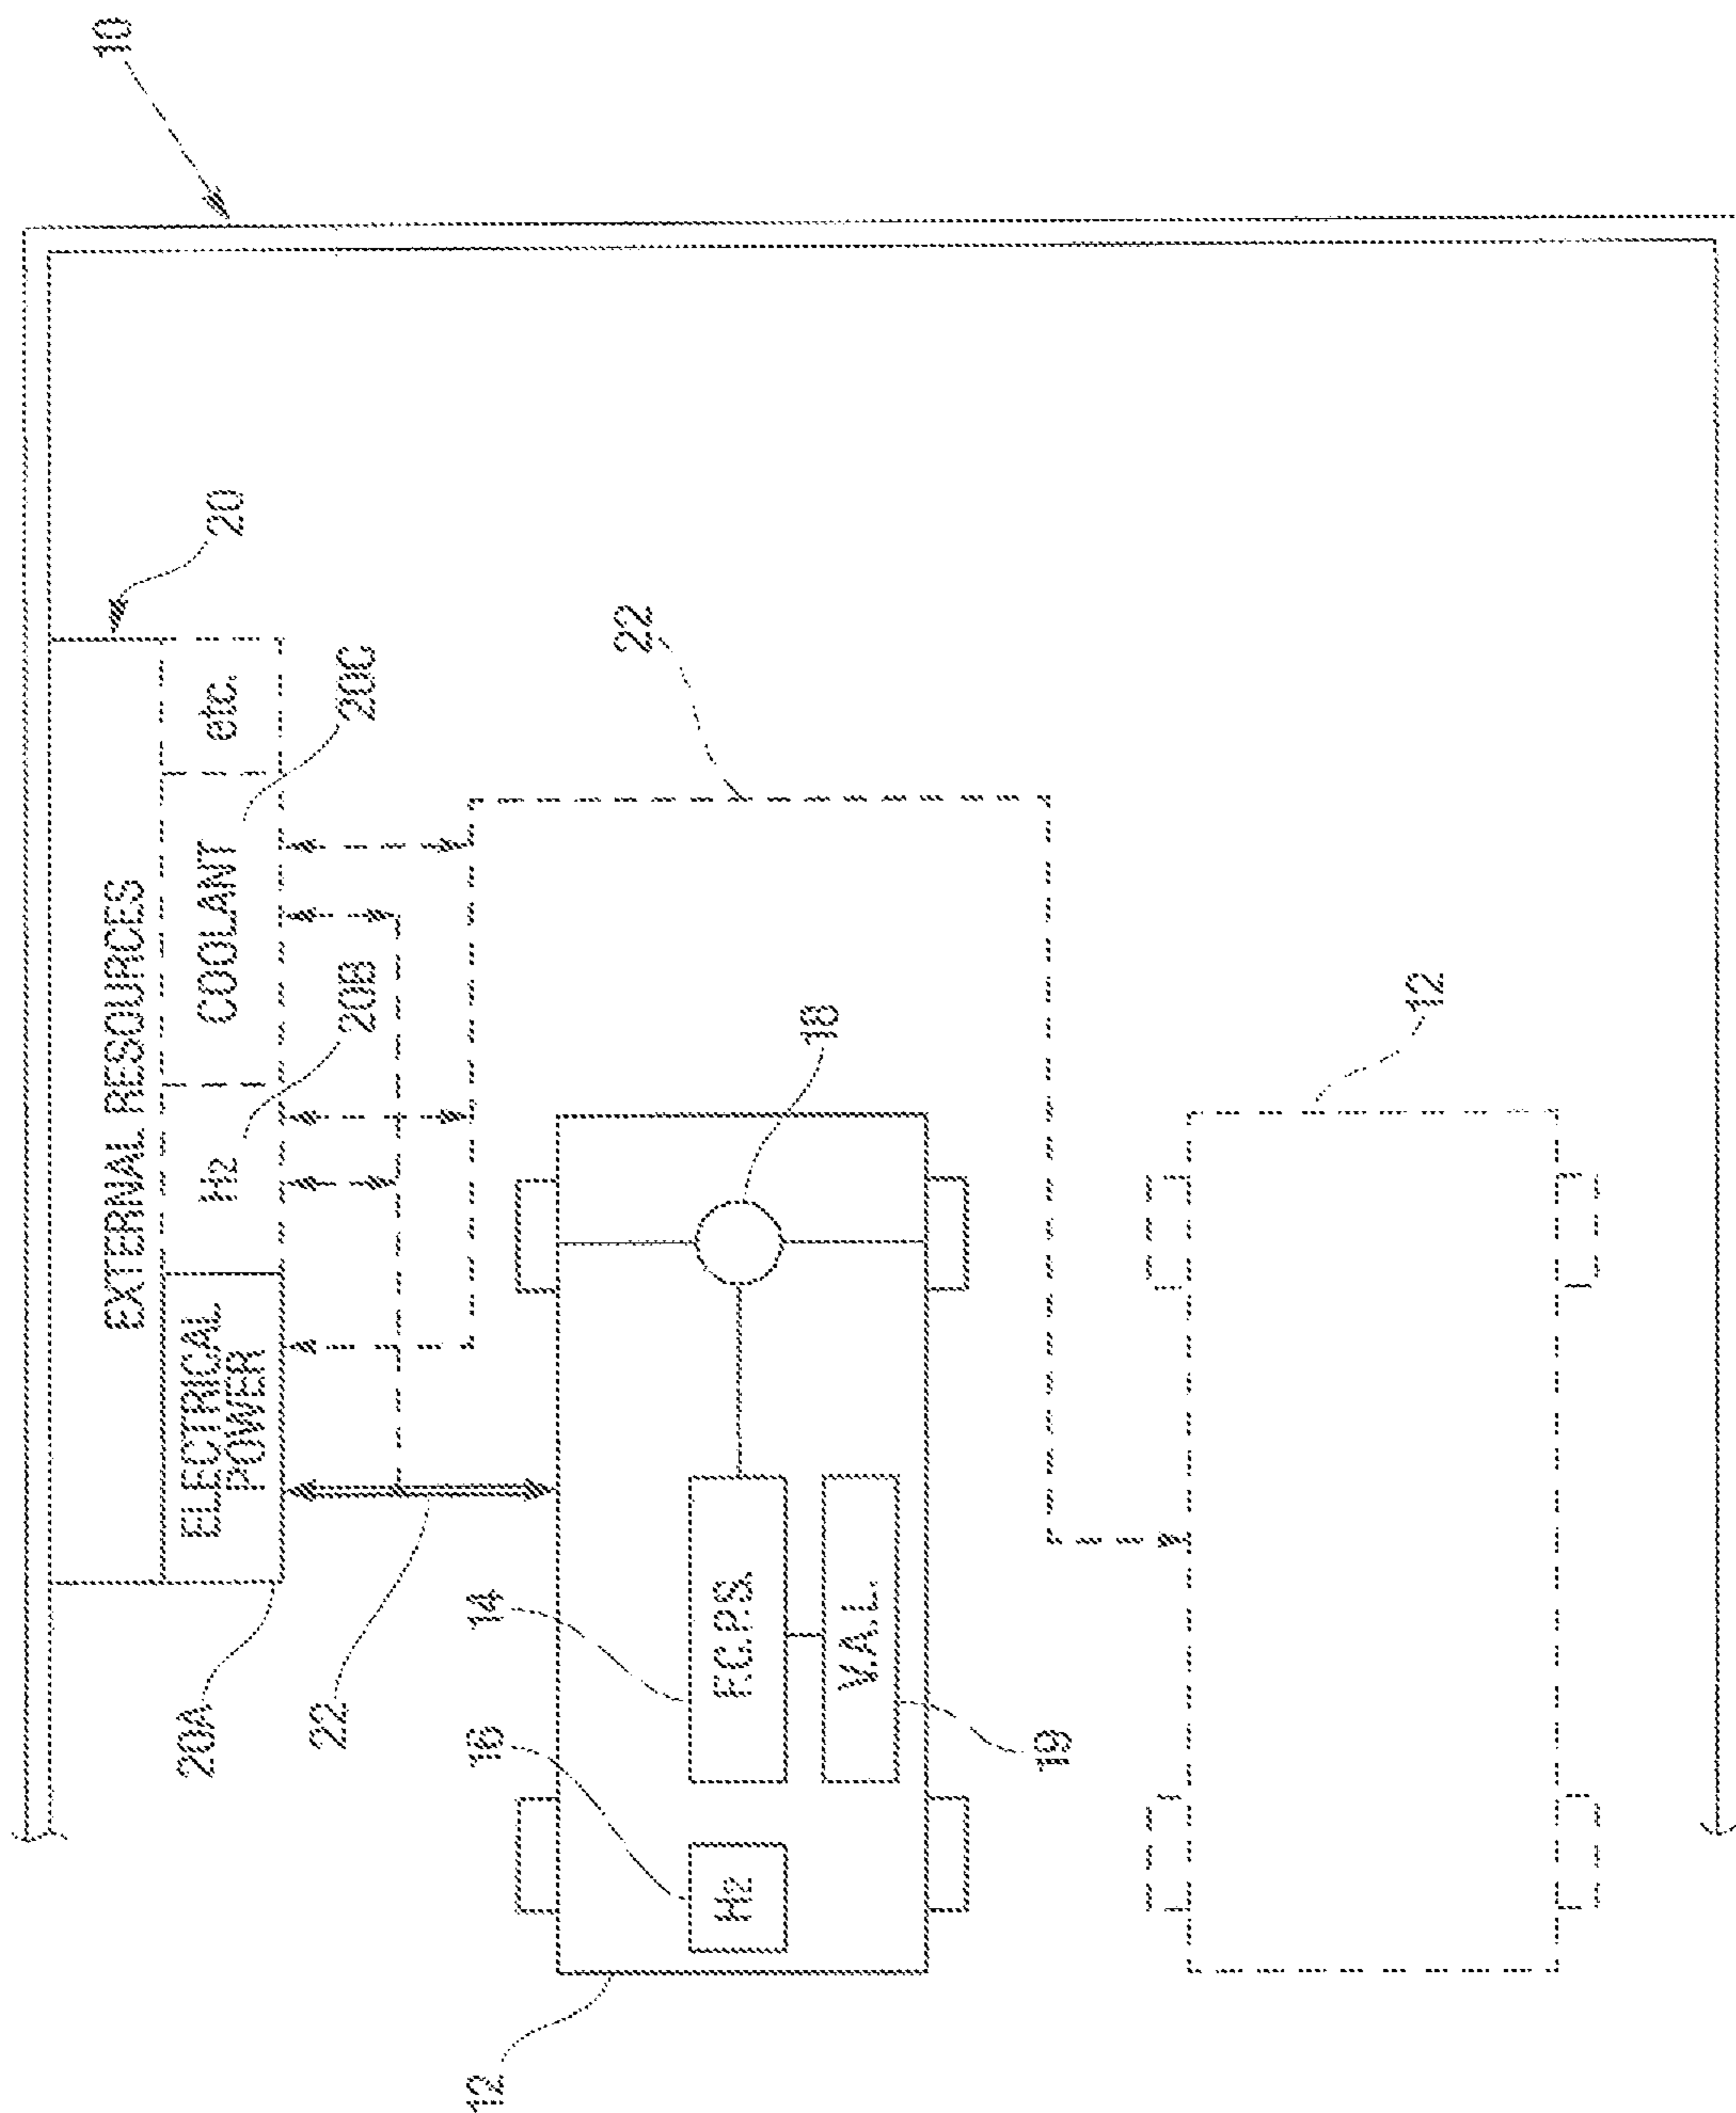 10
20
EXTERNAL RESOURCES
ELECTRICAL
POWER
H2
COOLANT
etc.
20A
20B
20C
22
22
14
16
18
F.C.P.S.
V.A.L.
H2
19
12
12